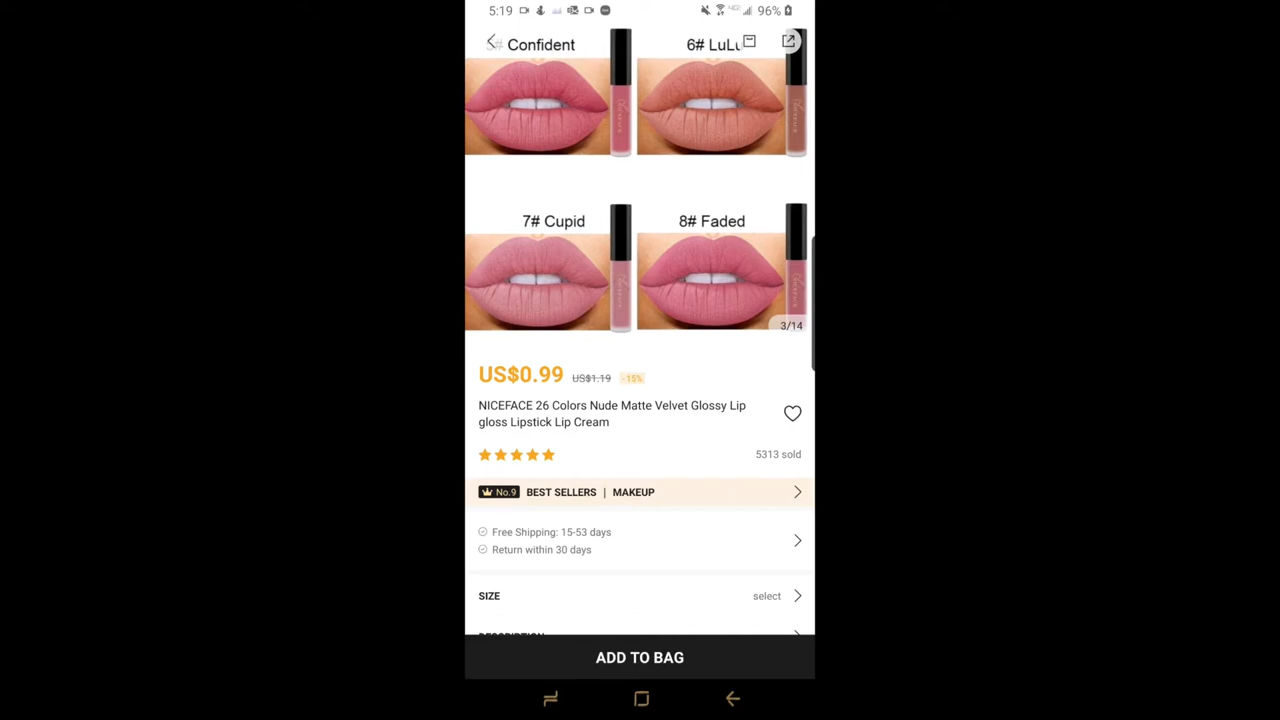 5:19
96%
Confident
6# LuLu
7# Cupid
8# Faded
3/14
US$0.99 US$1.19 -15%
NICEFACE 26 Colors Nude Matte Velvet Glossy Lip
gloss Lipstick Lip Cream
5313 sold
No.9 BEST SELLERS | MAKEUP
Free Shipping: 15-53 days
Return within 30 days
SIZE select
DESCRIPTION
ADD TO BAG